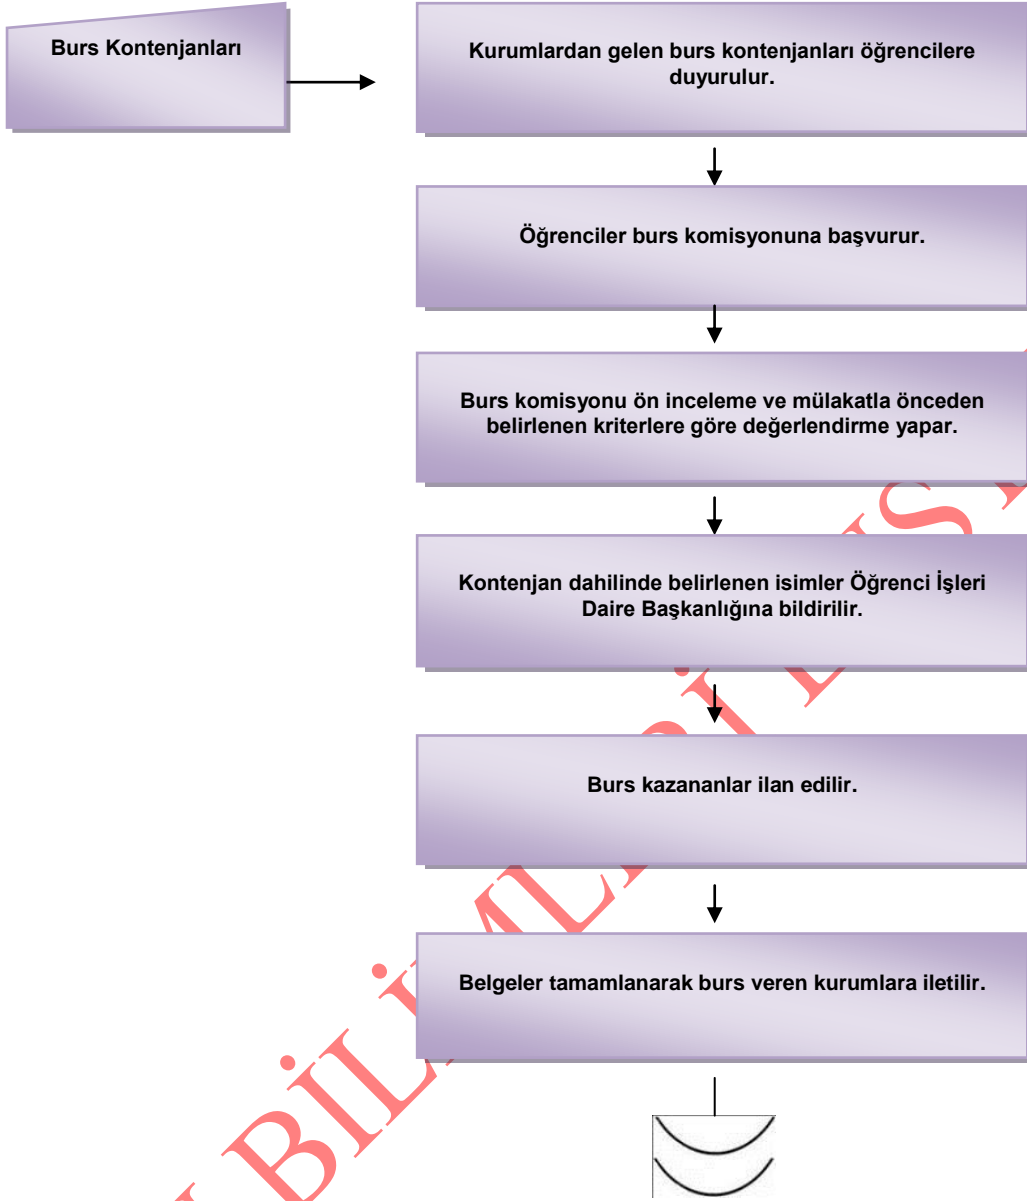 Burs Kontenjanları
Kurumlardan gelen burs kontenjanları öğrencilere
duyurulur.
Öğrenciler burs komisyonuna başvurur.
Burs komisyonu ön inceleme ve mülakatla önceden
belirlenen kriterlere göre değerlendirme yapar.
Kontenjan dahilinde belirlenen isimler Öğrenci İşleri
Daire Başkanlığına bildirilir.
Burs kazananlar ilan edilir.
Belgeler tamamlanarak burs veren kurumlara iletilir.